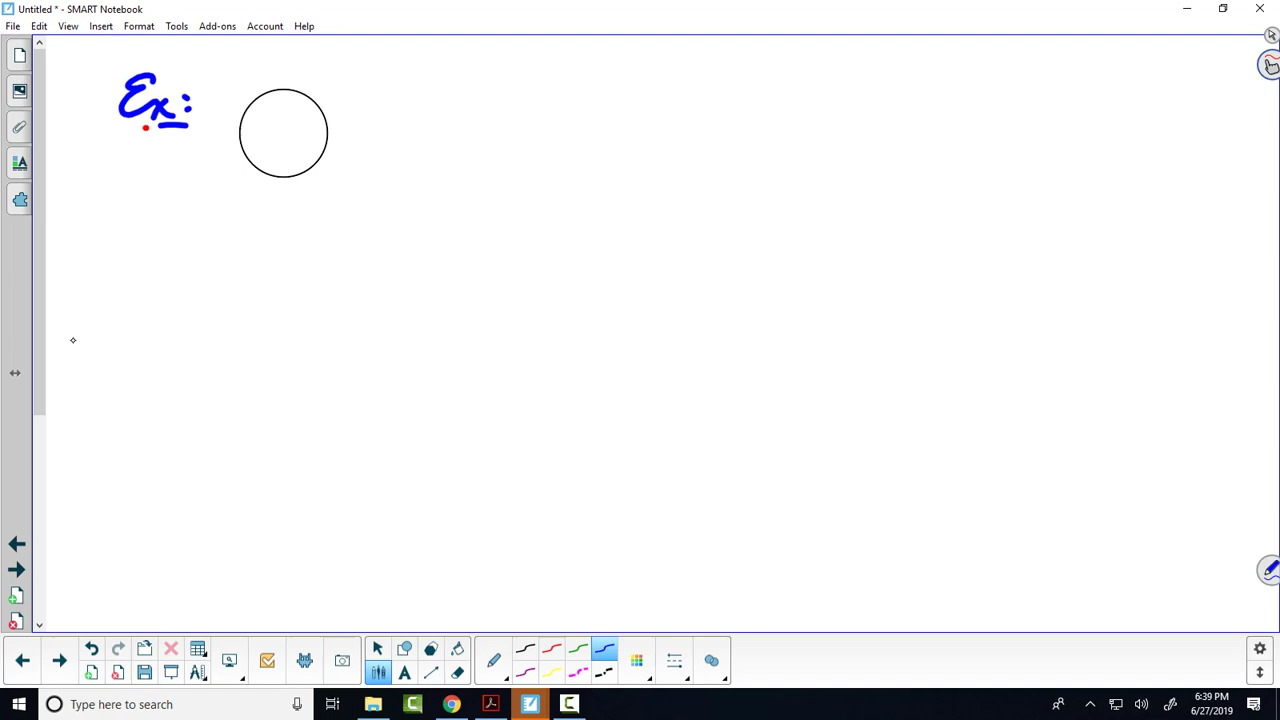 Untitled * - SMART Notebook
File Edit View Insert Format Tools Add-ons Account Help
Ex:
Type here to search
6:39 PM
6/27/2019